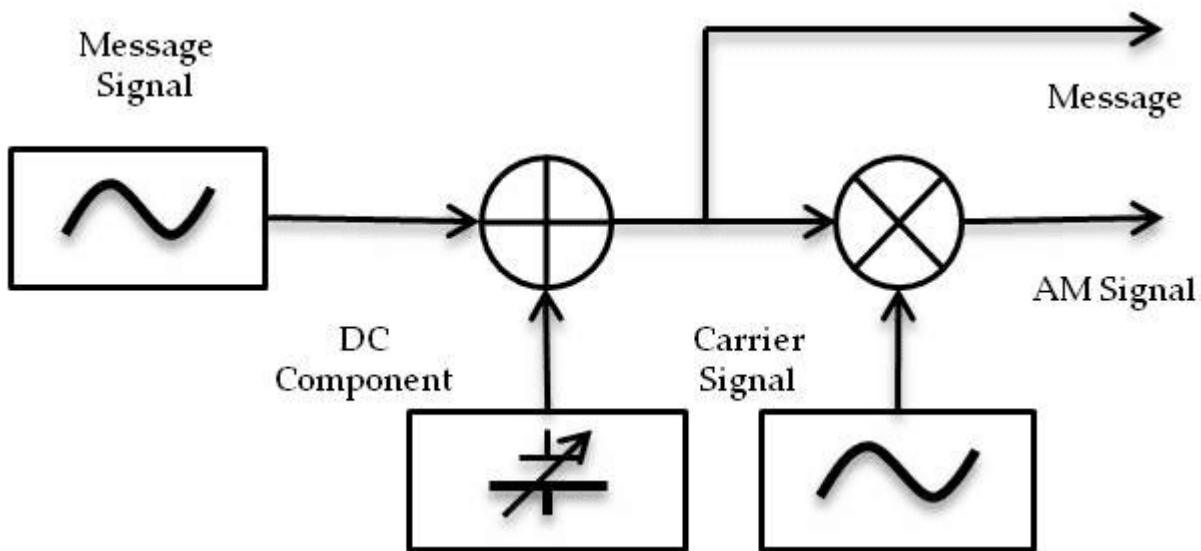 Message
Signal
Message
AM Signal
DC
Component
Carrier
Signal